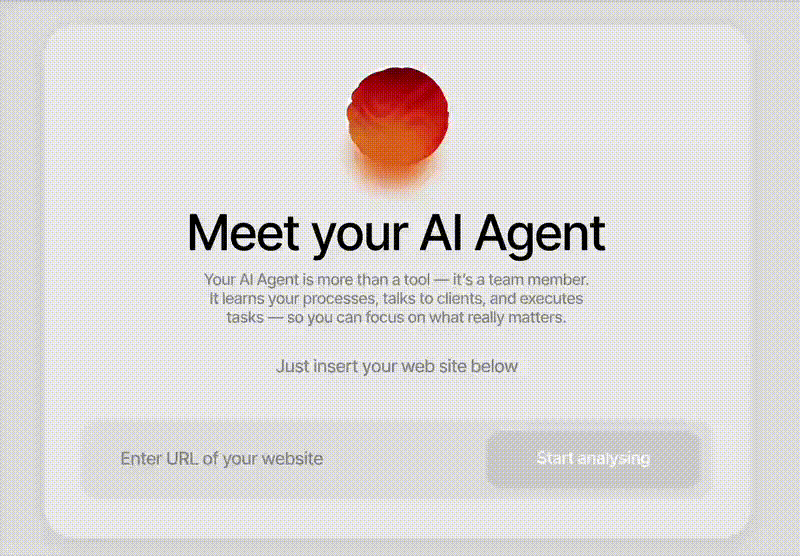 Meet your AI Agent
Your AI Agent is more than a tool — it's a team member.
It learns your processes, talks to clients, and executes
tasks — so you can focus on what really matters.
Just insert your web site below
Enter URL of your website
Start analysing